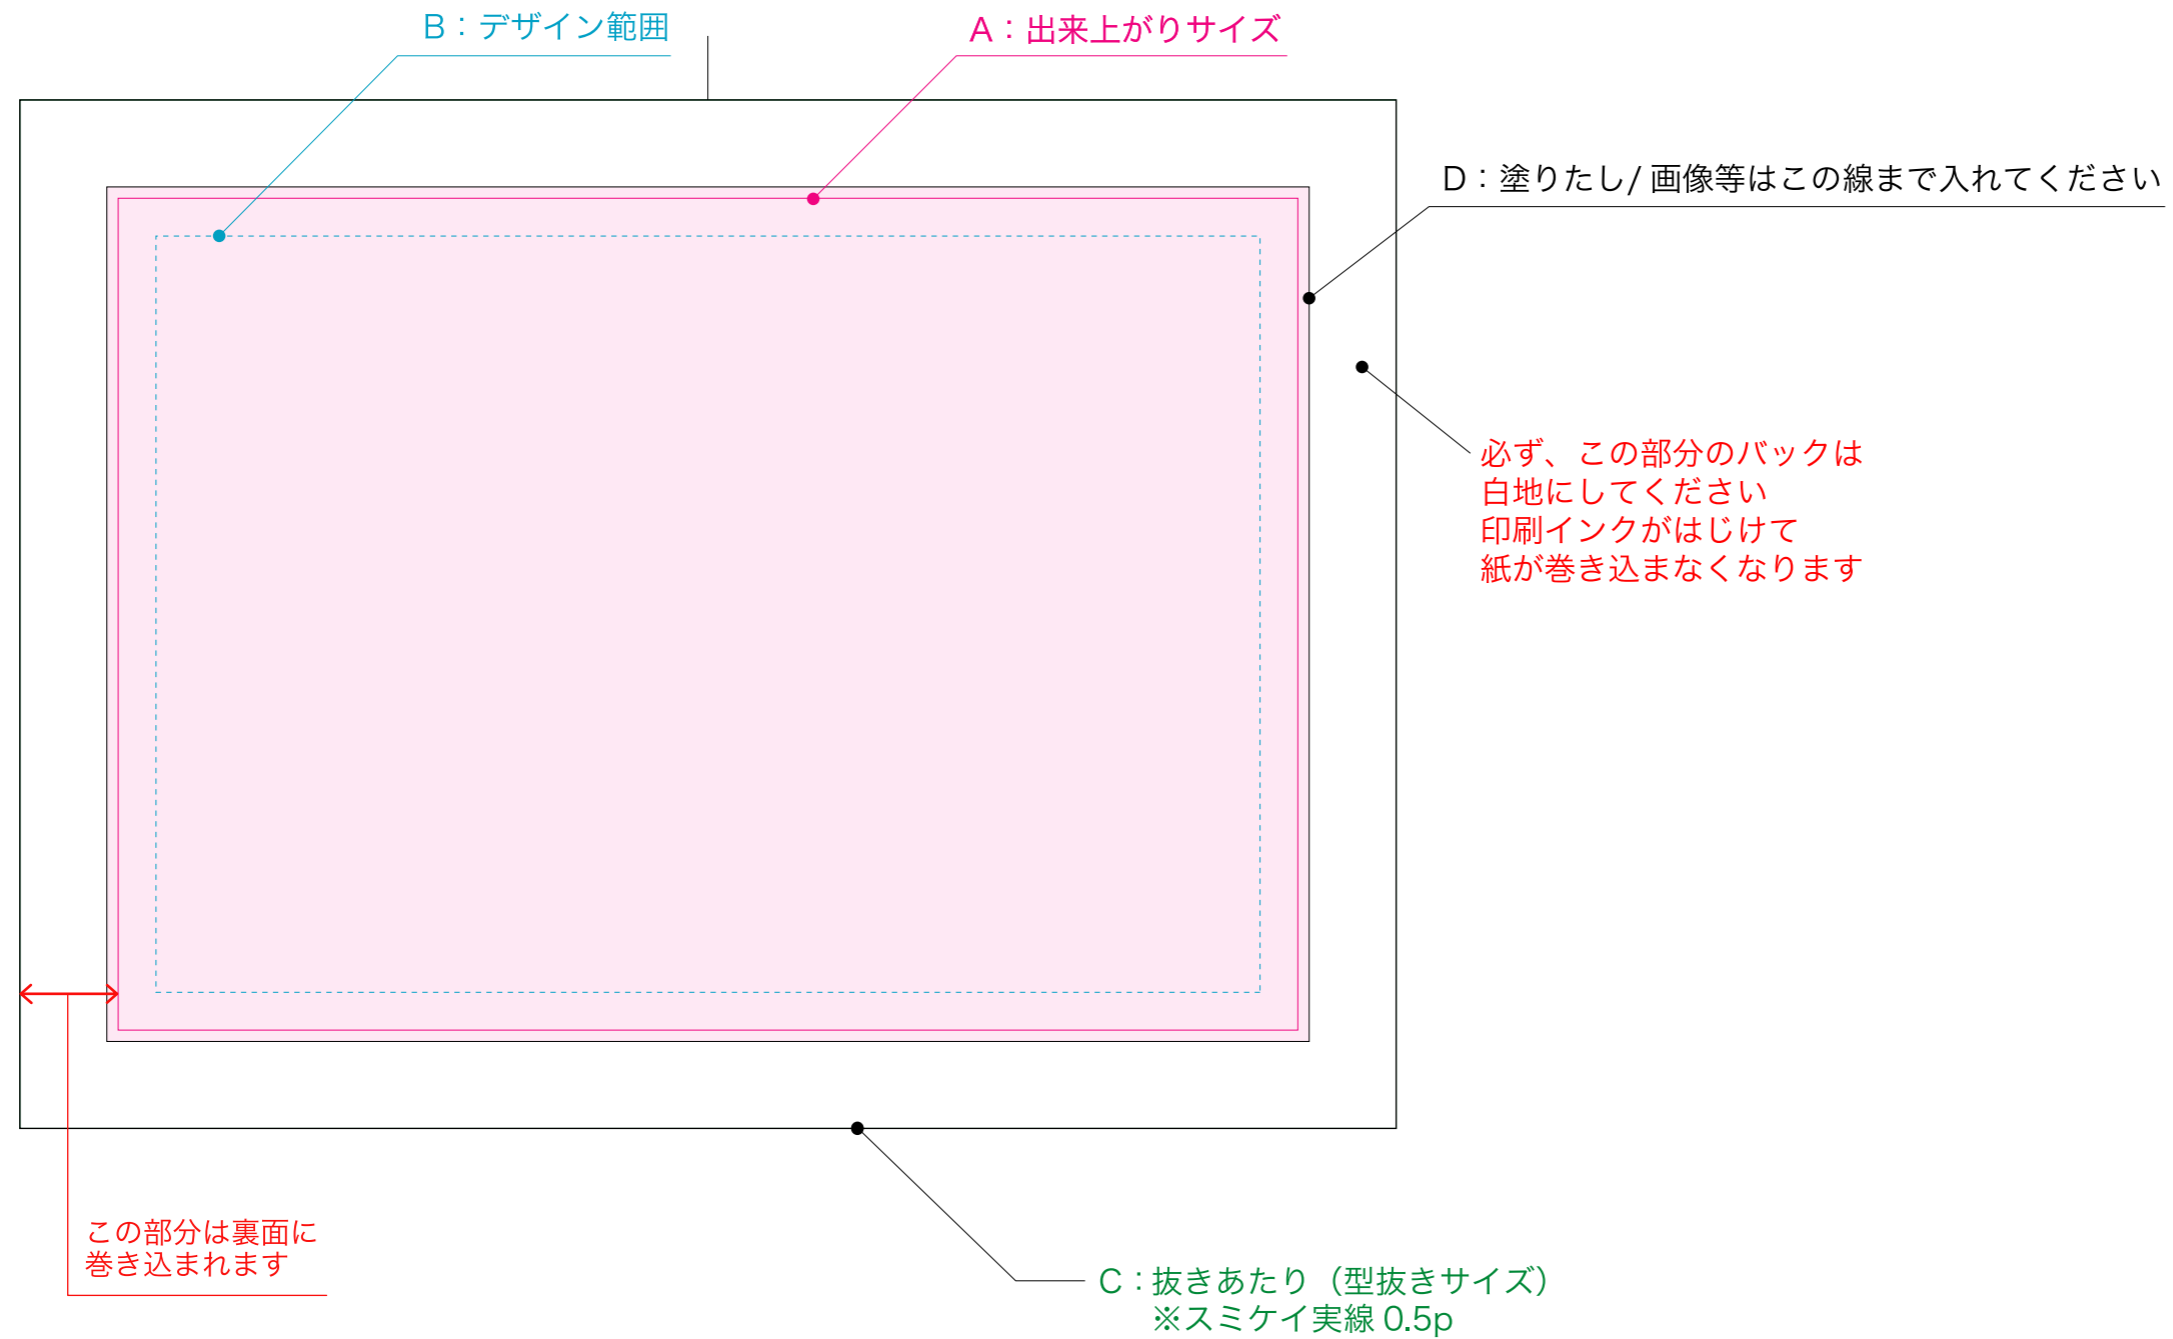 B：デザイン範囲
A：出来上がりサイズ
D：塗りたし/ 画像等はこの線まで入れてください
必ず、この部分のバックは
白地にしてください
印刷インクがはじけて
紙が巻き込まなくなります
この部分は裏面に
巻き込まれます
C：抜きあたり（型抜きサイズ）
※スミケイ実線 0.5p